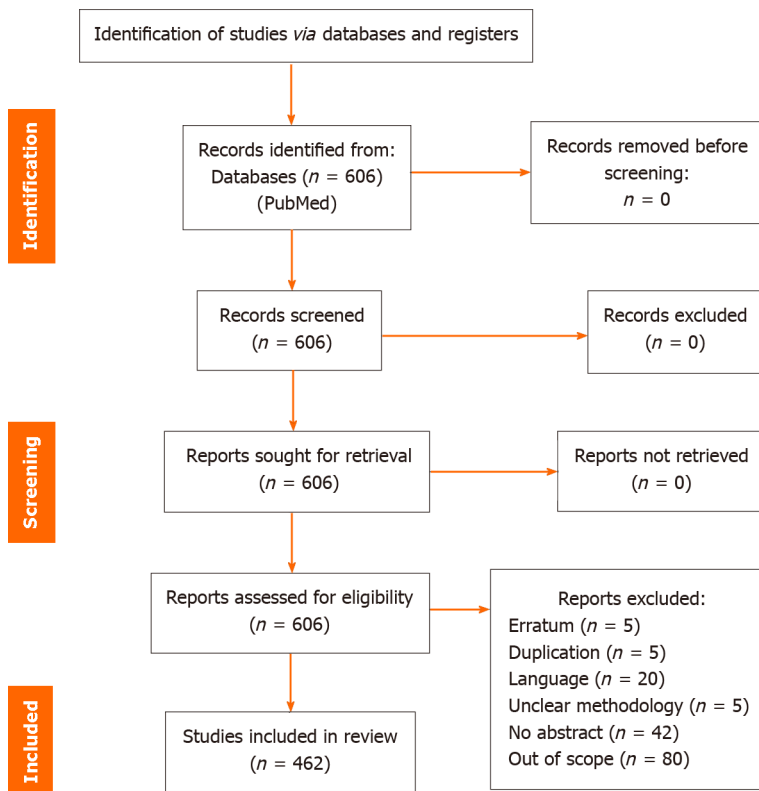 Identification of studies via databases and registers
Identification
Records identified from:
Databases (n = 606)
(PubMed)
Records removed before
screening:
n = 0
Records screened
(n = 606)
Records excluded
(n = 0)
Screening
Reports sought for retrieval
(n = 606)
Reports not retrieved
(n = 0)
Reports assessed for eligibility
(n = 606)
Reports excluded:
Erratum (n = 5)
Duplication (n = 5)
Language (n = 20)
Unclear methodology (n = 5)
No abstract (n = 42)
Out of scope (n = 80)
Included
Studies included in review
(n = 462)